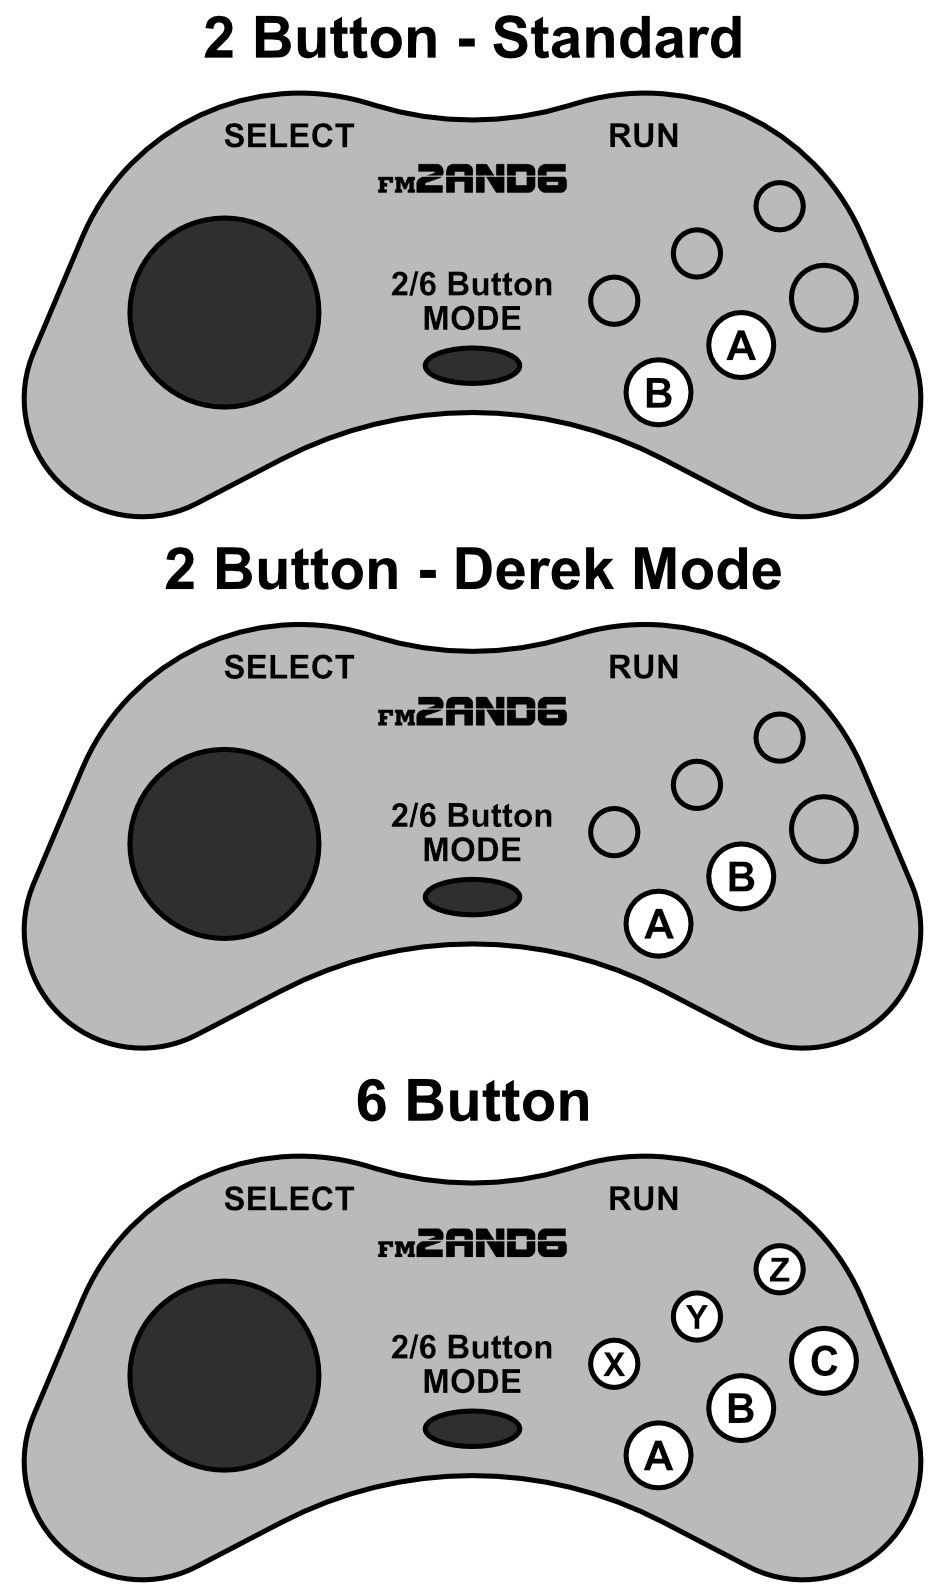 2 Button - Standard
SELECT RUN
FM2AND6
2/6 Button
MODE
A
B
2 Button - Derek Mode
SELECT RUN
FM2AND6
2/6 Button
MODE
B
A
6 Button
SELECT RUN
FM2AND6
Z
Y
X
C
2/6 Button
MODE
B
A